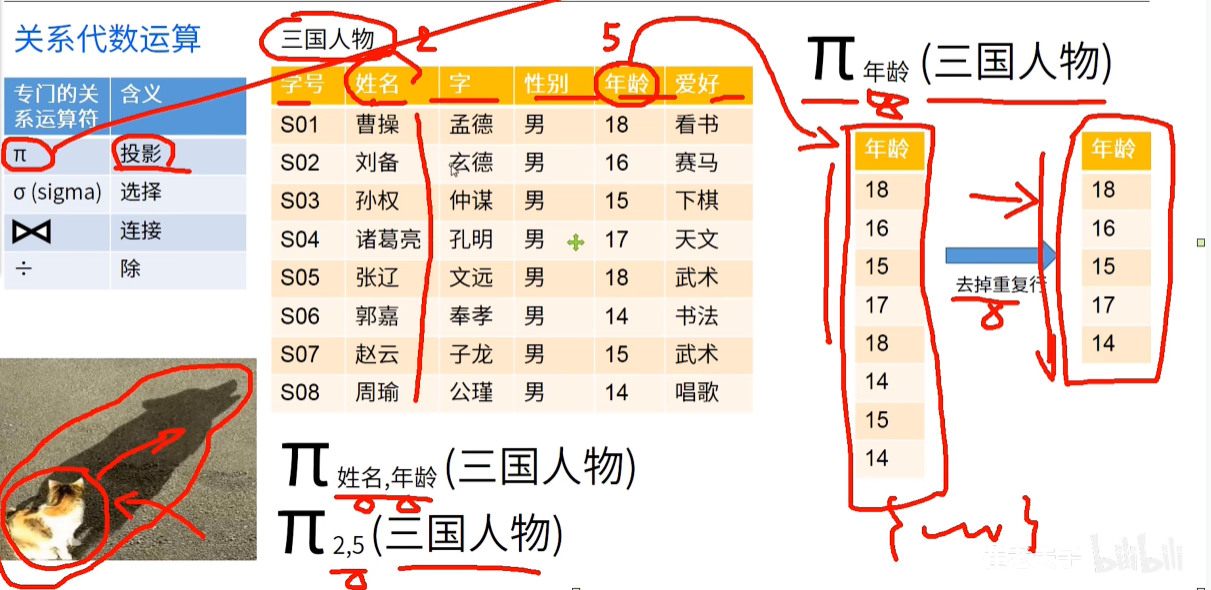 关系代数运算
专门的关系运算符 含义
π 投影
σ (sigma) 选择
⋈ 连接
÷ 除
三国人物 2 5
字号 姓名 字 性别 年龄 爱好
S01 曹操 孟德 男 18 看书
S02 刘备 玄德 男 16 赛马
S03 孙权 仲谋 男 15 下棋
S04 诸葛亮 孔明 男 17 天文
S05 张辽 文远 男 18 武术
S06 郭嘉 奉孝 男 14 书法
S07 赵云 子龙 男 15 武术
S08 周瑜 公瑾 男 14 唱歌
π 姓名,年龄 (三国人物)
π 2,5 (三国人物)
π 年龄 (三国人物)
年龄
18
16
15
17
18
14
15
14
去掉重复行
年龄
18
16
15
17
14
{ }
bilibili